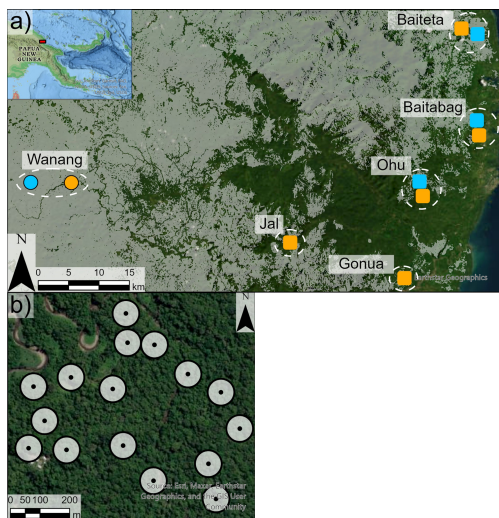 a)
PAPUA
NEW
GUINEA
Baiteta
Baitabag
Wanang
Ohu
Jal
Gonua
N
0 5 10 15
km
Earthstar Geographics
b)
N
0 50 100 200
m
Source: Esri, Maxar, Earthstar
Geographics, and the GIS User
Community